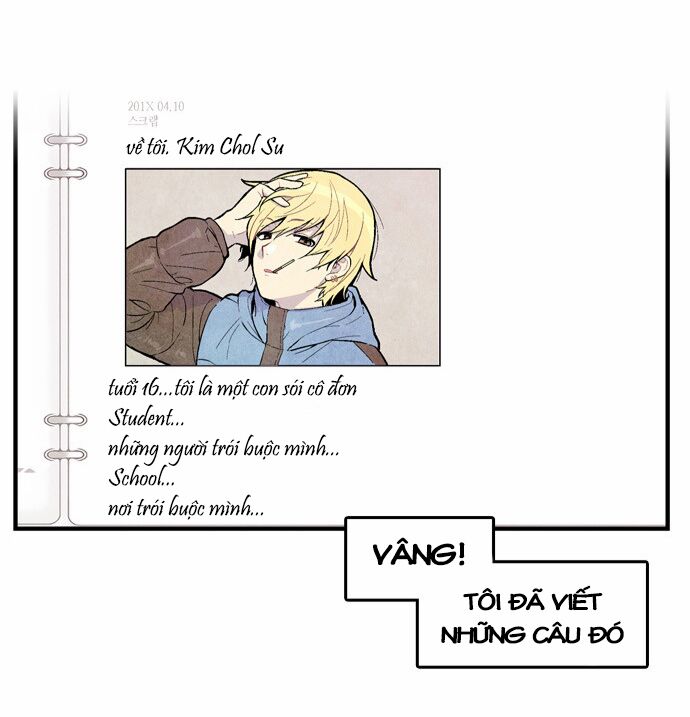 201X 04.10
스크랩
về tôi. Kim Chol Su
tuổi 16...tôi là một con sói cô đơn
Student...
những người trói buộc mình...
School...
nơi trói buộc mình...
VÂNG!
TÔI ĐÃ VIẾT
NHỮNG CÂU ĐÓ